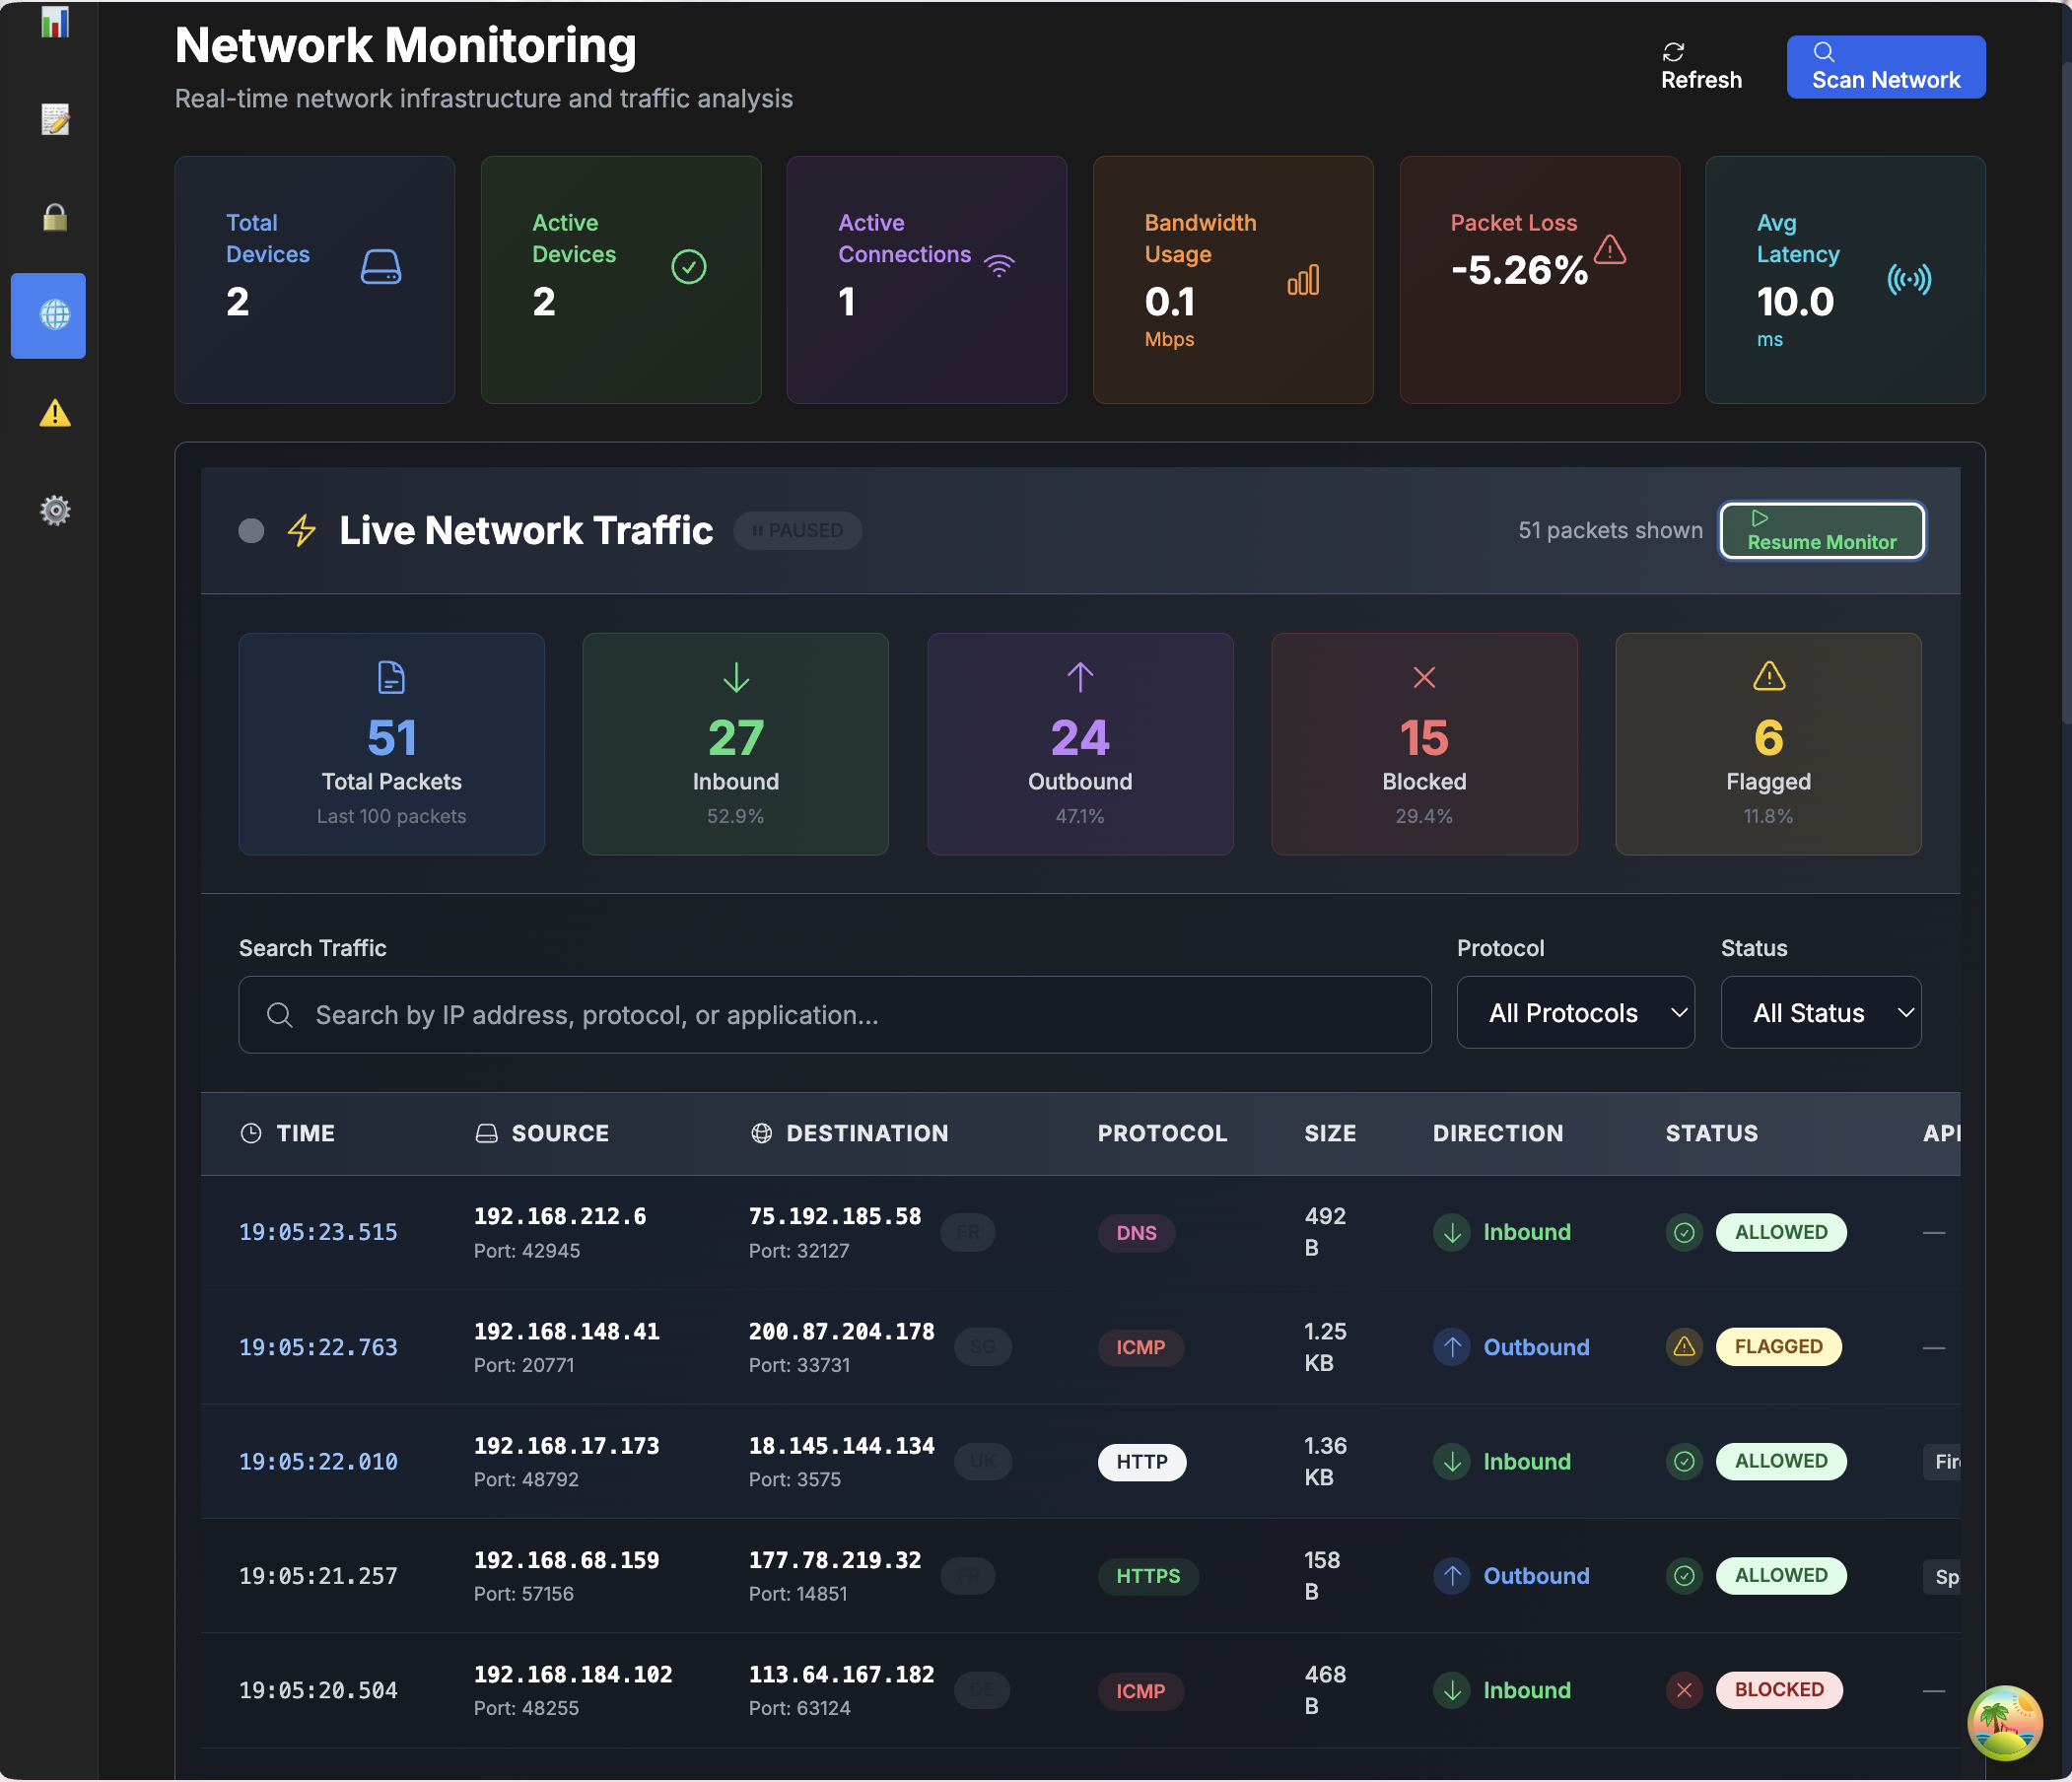 Network Monitoring
Real-time network infrastructure and traffic analysis
Refresh
Scan Network
Total
Devices
2
Active
Devices
2
Active
Connections
1
Bandwidth
Usage
0.1
Mbps
Packet Loss
-5.26%
Avg
Latency
10.0
ms
Live Network Traffic
PAUSED
51 packets shown
Resume Monitor
51
Total Packets
Last 100 packets
27
Inbound
52.9%
24
Outbound
47.1%
15
Blocked
29.4%
6
Flagged
11.8%
Search Traffic
Search by IP address, protocol, or application...
Protocol
All Protocols
Status
All Status
TIME SOURCE DESTINATION PROTOCOL SIZE DIRECTION STATUS
19:05:23.515
192.168.212.6
Port: 42945
75.192.185.58
Port: 32127
FR
DNS
492
B
Inbound
ALLOWED
—
19:05:22.763
192.168.148.41
Port: 20771
200.87.204.178
Port: 33731
SG
ICMP
1.25
KB
Outbound
FLAGGED
—
19:05:22.010
192.168.17.173
Port: 48792
18.145.144.134
Port: 3575
UK
HTTP
1.36
KB
Inbound
ALLOWED
19:05:21.257
192.168.68.159
Port: 57156
177.78.219.32
Port: 14851
FR
HTTPS
158
B
Outbound
ALLOWED
19:05:20.504
192.168.184.102
Port: 48255
113.64.167.182
Port: 63124
DE
ICMP
468
B
Inbound
BLOCKED
—